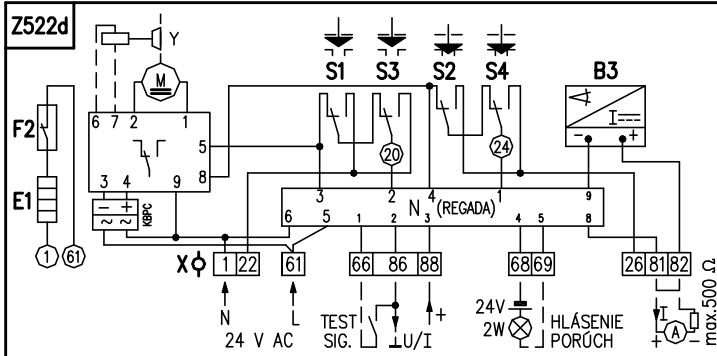 Z522d
Y
S1 S3 S2 S4 B3
M
6 7 2 1
I
- +
F2
5
8
20
24
3 4 9
3 2 4 1 9
E1
- +
~ ~
KBPC
N (REGADA)
6 5 1 2 3 4 5 8
1 61
X 1 22 61 66 86 88 68 69 26 81 82
N L
24 V AC
TEST
SIG.
U/I
+
24V
2W
HLÁSENIE
PORÚCH
I
+ A -
max.500 Ω